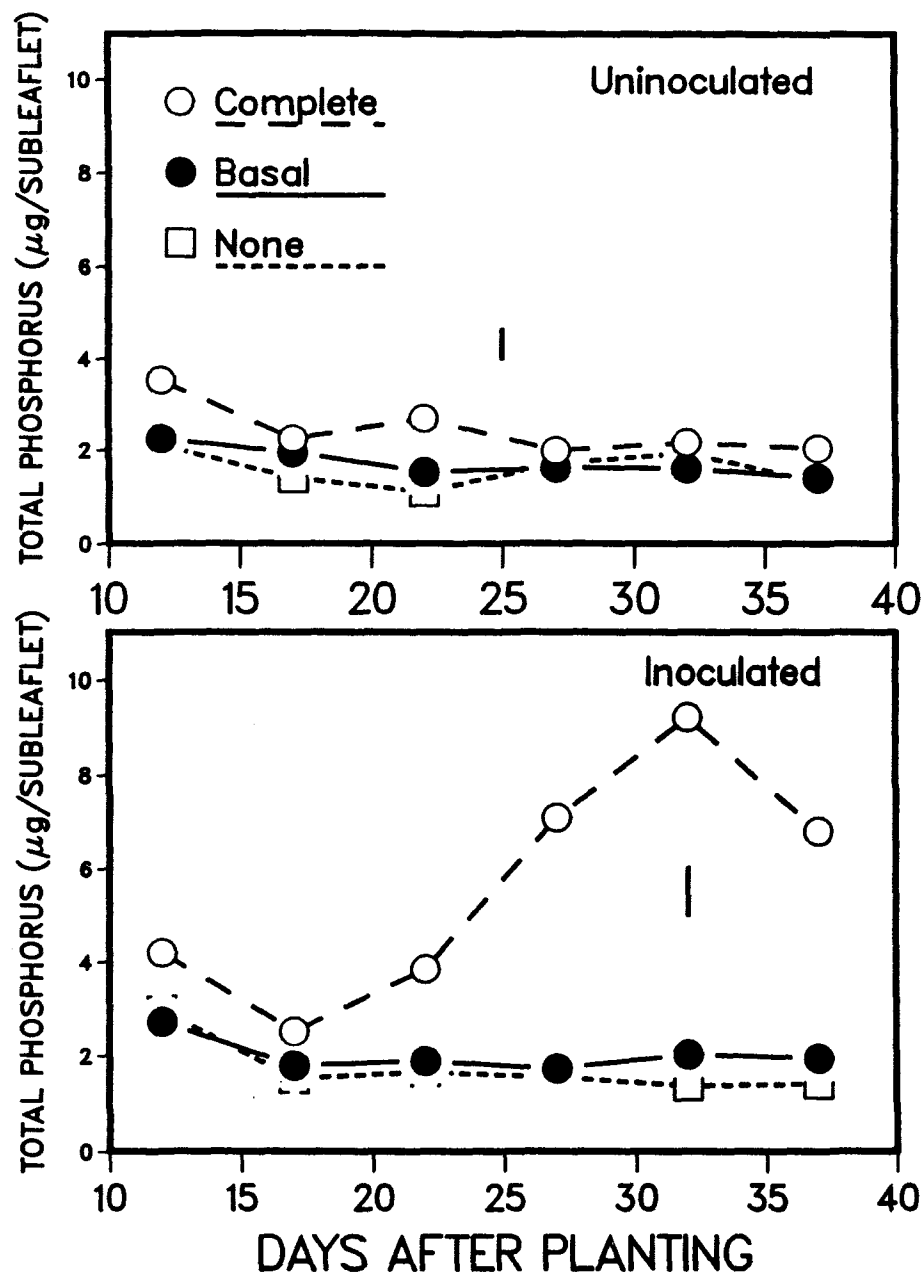 TOTAL PHOSPHORUS (µg/SUBLEAFLET)
10
8
6
4
2
0
Uninoculated
Complete
Basal
None
10 15 20 25 30 35 40
TOTAL PHOSPHORUS (µg/SUBLEAFLET)
10
8
6
4
2
0
Inoculated
10 15 20 25 30 35 40
DAYS AFTER PLANTING